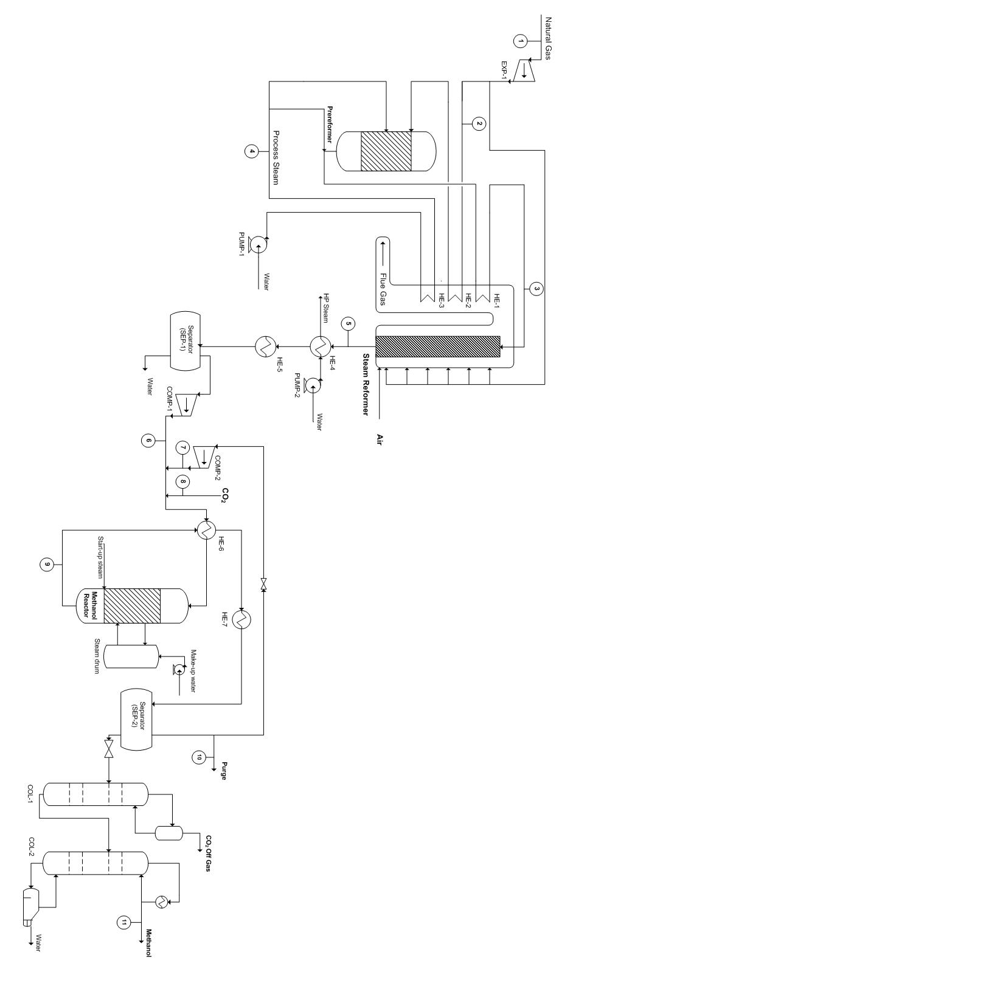 Natural Gas
1
EXP-1
2
Prereformer
Process Steam
4
3
HE-1
HE-2
HE-3
Flue Gas
PUMP-1
Water
HP Steam
5
HE-4
HE-5
Steam Reformer
PUMP-2
Water
Air
Separator
(SEP-1)
Water
COMP-1
6
7
COMP-2
8
CO2
HE-6
Start-up steam
9
Methanol
Reactor
HE-7
Steam drum
Make-up water
Separator
(SEP-2)
10
Purge
COL-1
CO2 Off Gas
COL-2
11
Methanol
Water